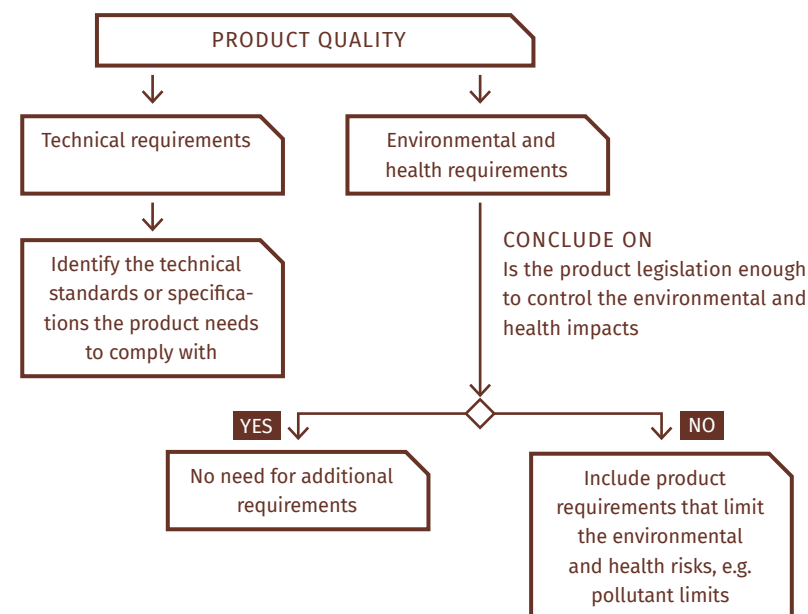 PRODUCT QUALITY
Technical requirements
Environmental and
health requirements
Identify the technical
standards or specifica-
tions the product needs
to comply with
CONCLUDE ON
Is the product legislation enough
to control the environmental and
health impacts
YES
NO
No need for additional
requirements
Include product
requirements that limit
the environmental
and health risks, e.g.
pollutant limits